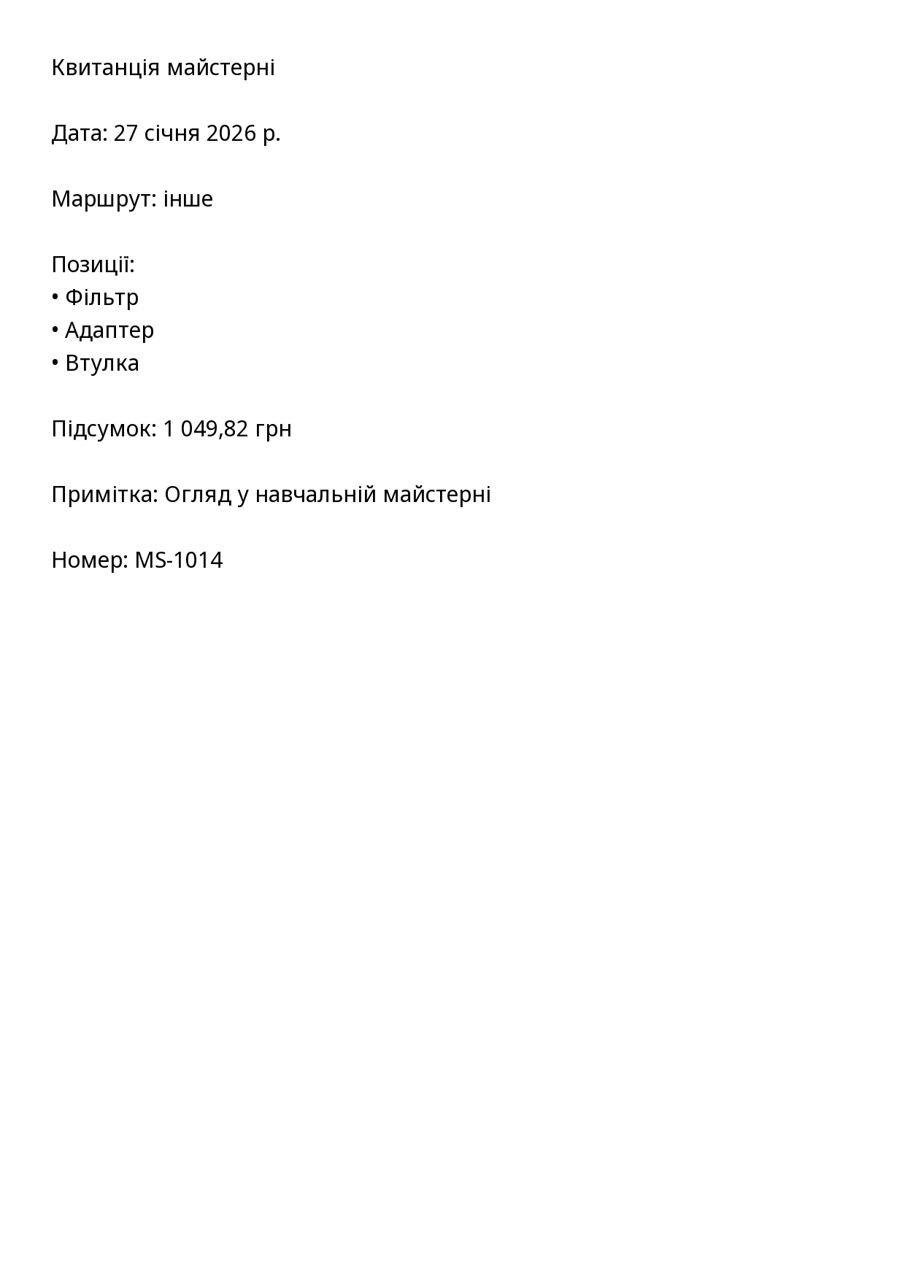 Квитанція майстерні
Дата: 27 січня 2026 р.
Маршрут: інше
Позиції:
• Фільтр
• Адаптер
• Втулка
Підсумок: 1 049,82 грн
Примітка: Огляд у навчальній майстерні
Номер: MS-1014